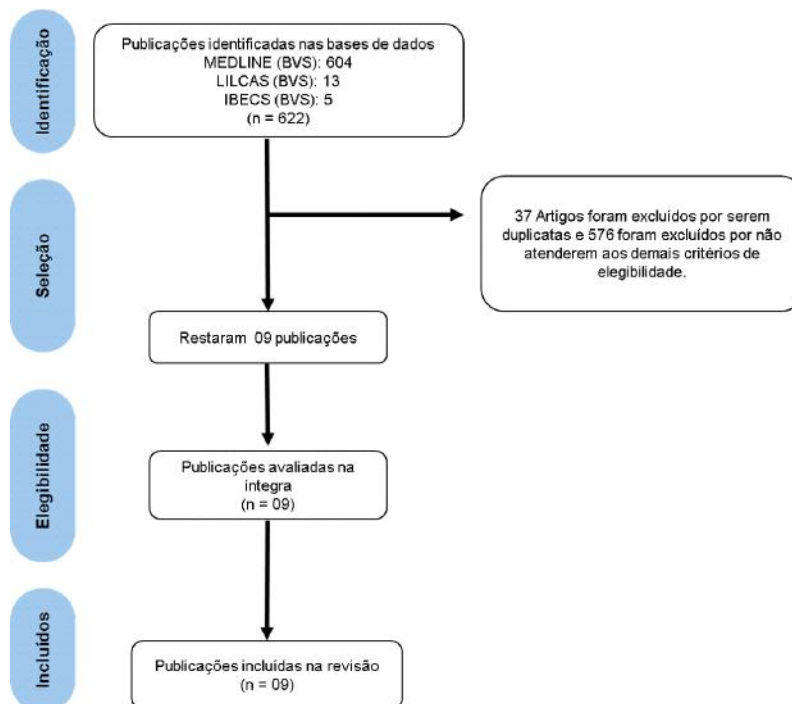 Identificação
Publicações identificadas nas bases de dados
MEDLINE (BVS): 604
LILCAS (BVS): 13
IBECS (BVS): 5
(n = 622)
Seleção
37 Artigos foram excluídos por serem
duplicatas e 576 foram excluídos por não
atenderem aos demais critérios de
elegibilidade.
Restaram 09 publicações
Elegibilidade
Publicações avaliadas na
integra
(n = 09)
Incluídos
Publicações incluídas na revisão
(n = 09)